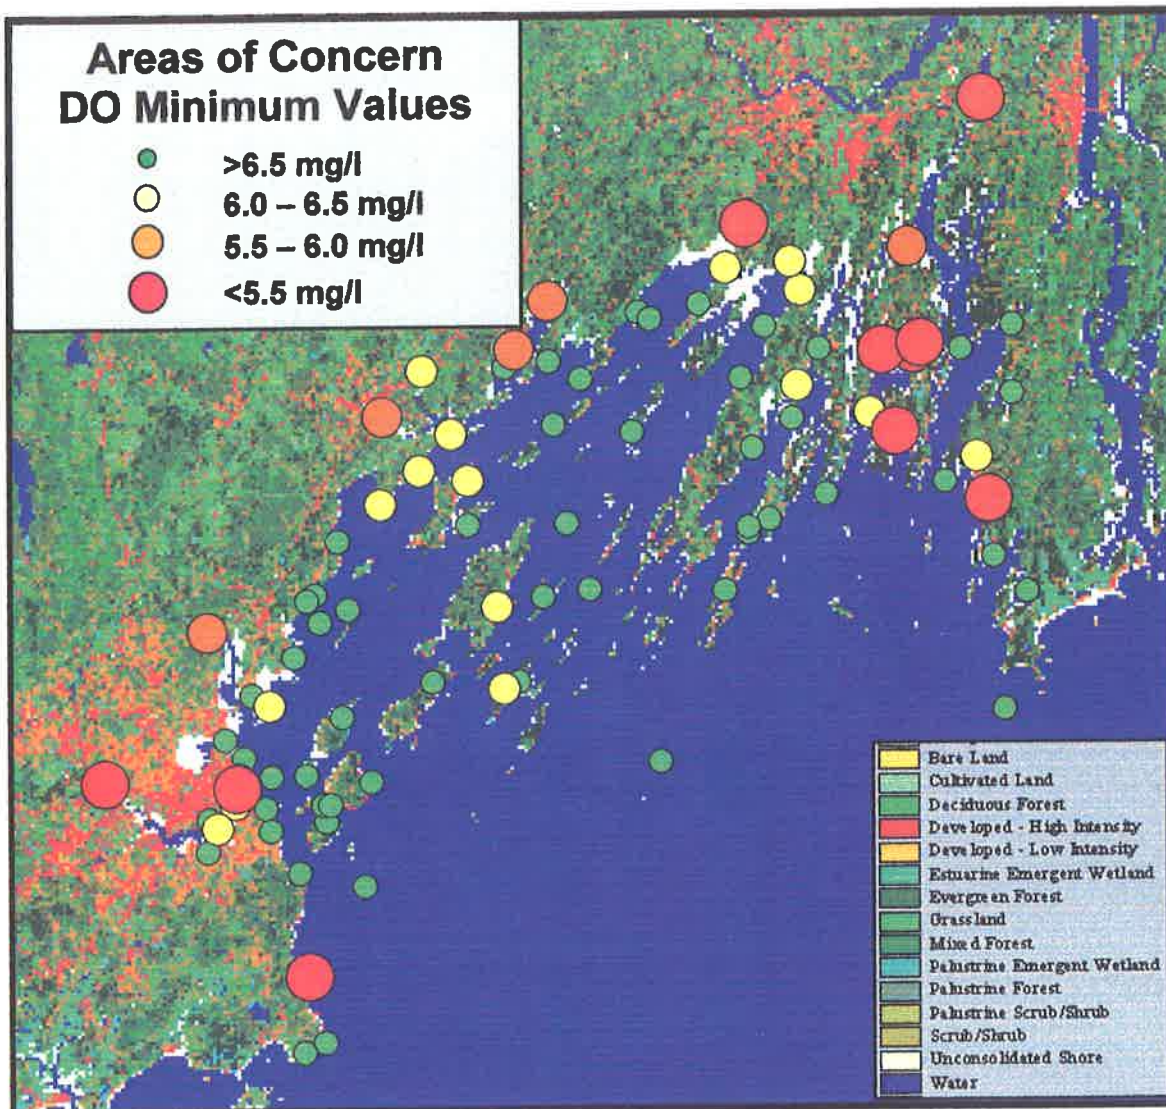 Areas of Concern
DO Minimum Values
>6.5 mg/l
6.0 – 6.5 mg/l
5.5 – 6.0 mg/l
<5.5 mg/l
Bare Land
Cultivated Land
Deciduous Forest
Developed - High Intensity
Developed - Low Intensity
Estuarine Emergent Wetland
Evergreen Forest
Grassland
Mixed Forest
Palustrine Emergent Wetland
Palustrine Forest
Palustrine Scrub/Shrub
Scrub/Shrub
Unconsolidated Shore
Water